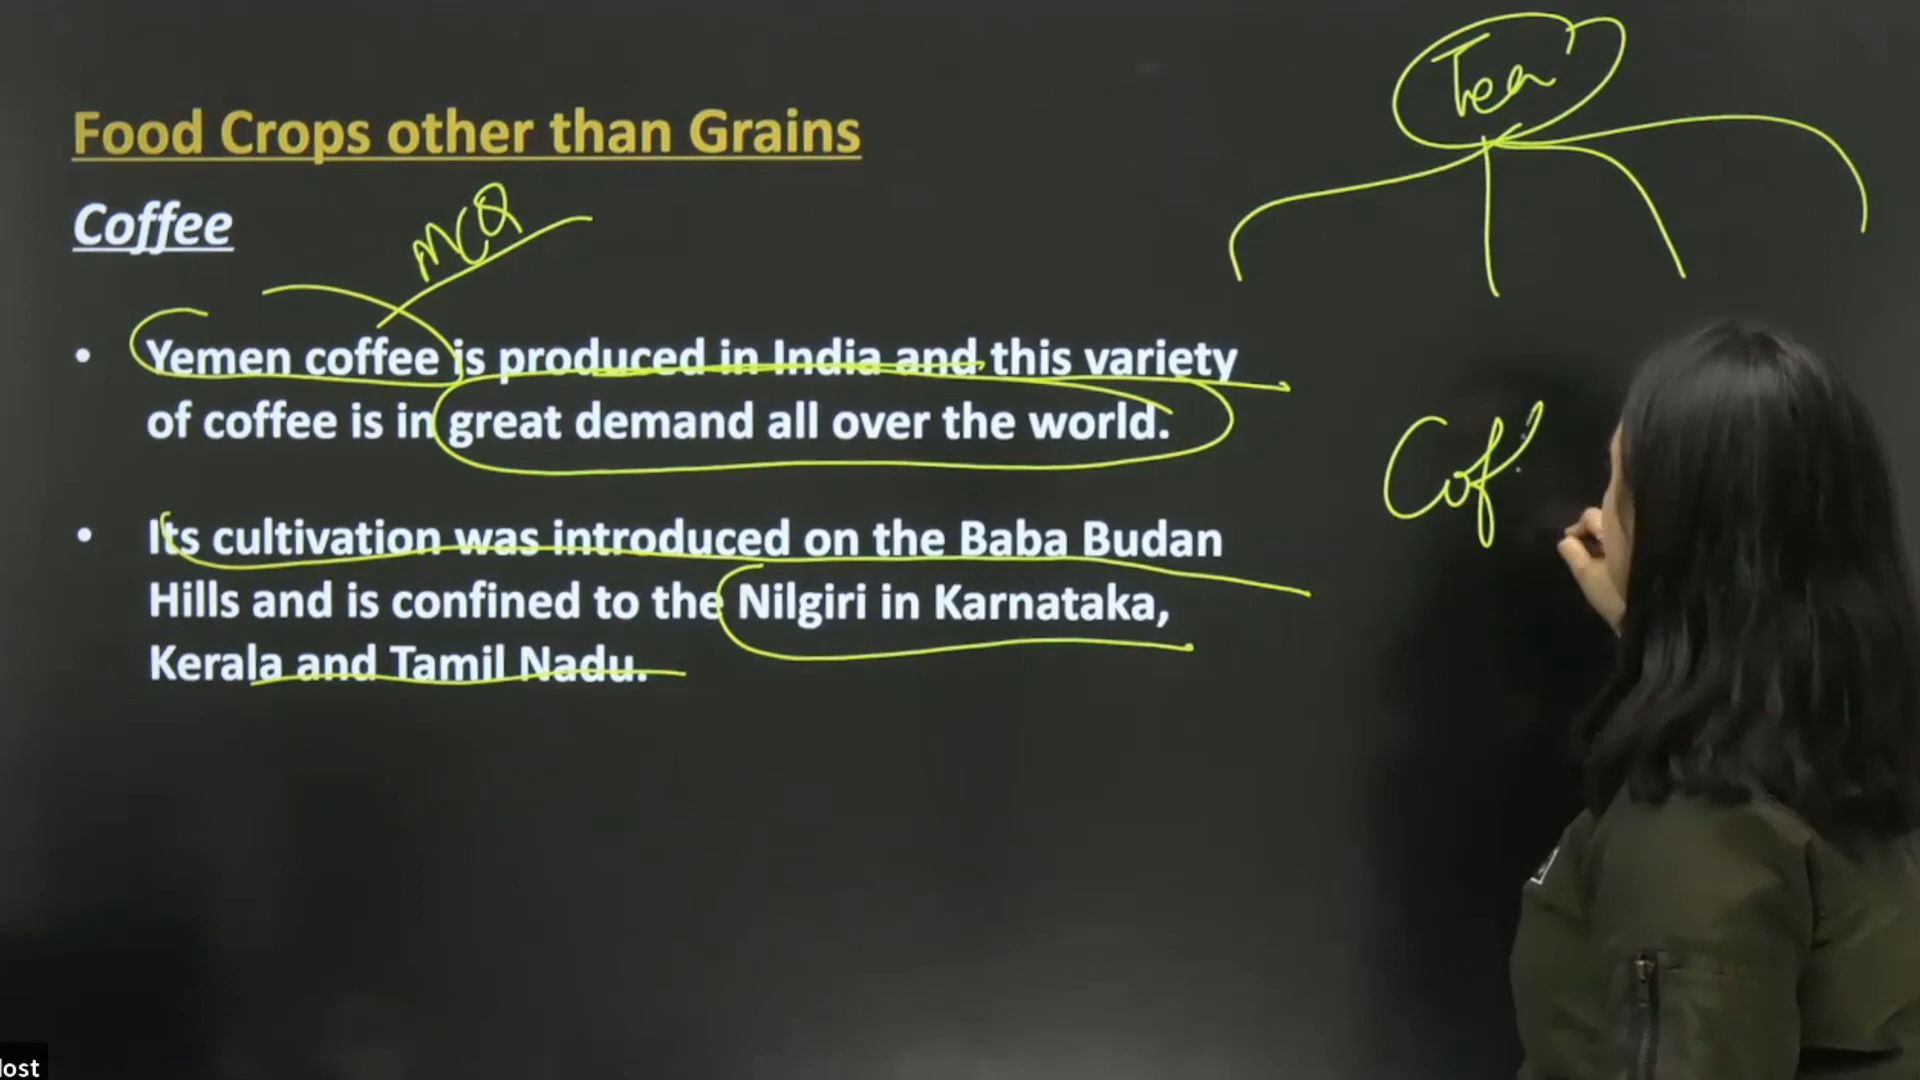 Tea
Food Crops other than Grains
Coffee
MCQ
• Yemen coffee is produced in India and this variety
of coffee is in great demand all over the world.
Cof
• Its cultivation was introduced on the Baba Budan
Hills and is confined to the Nilgiri in Karnataka,
Kerala and Tamil Nadu.